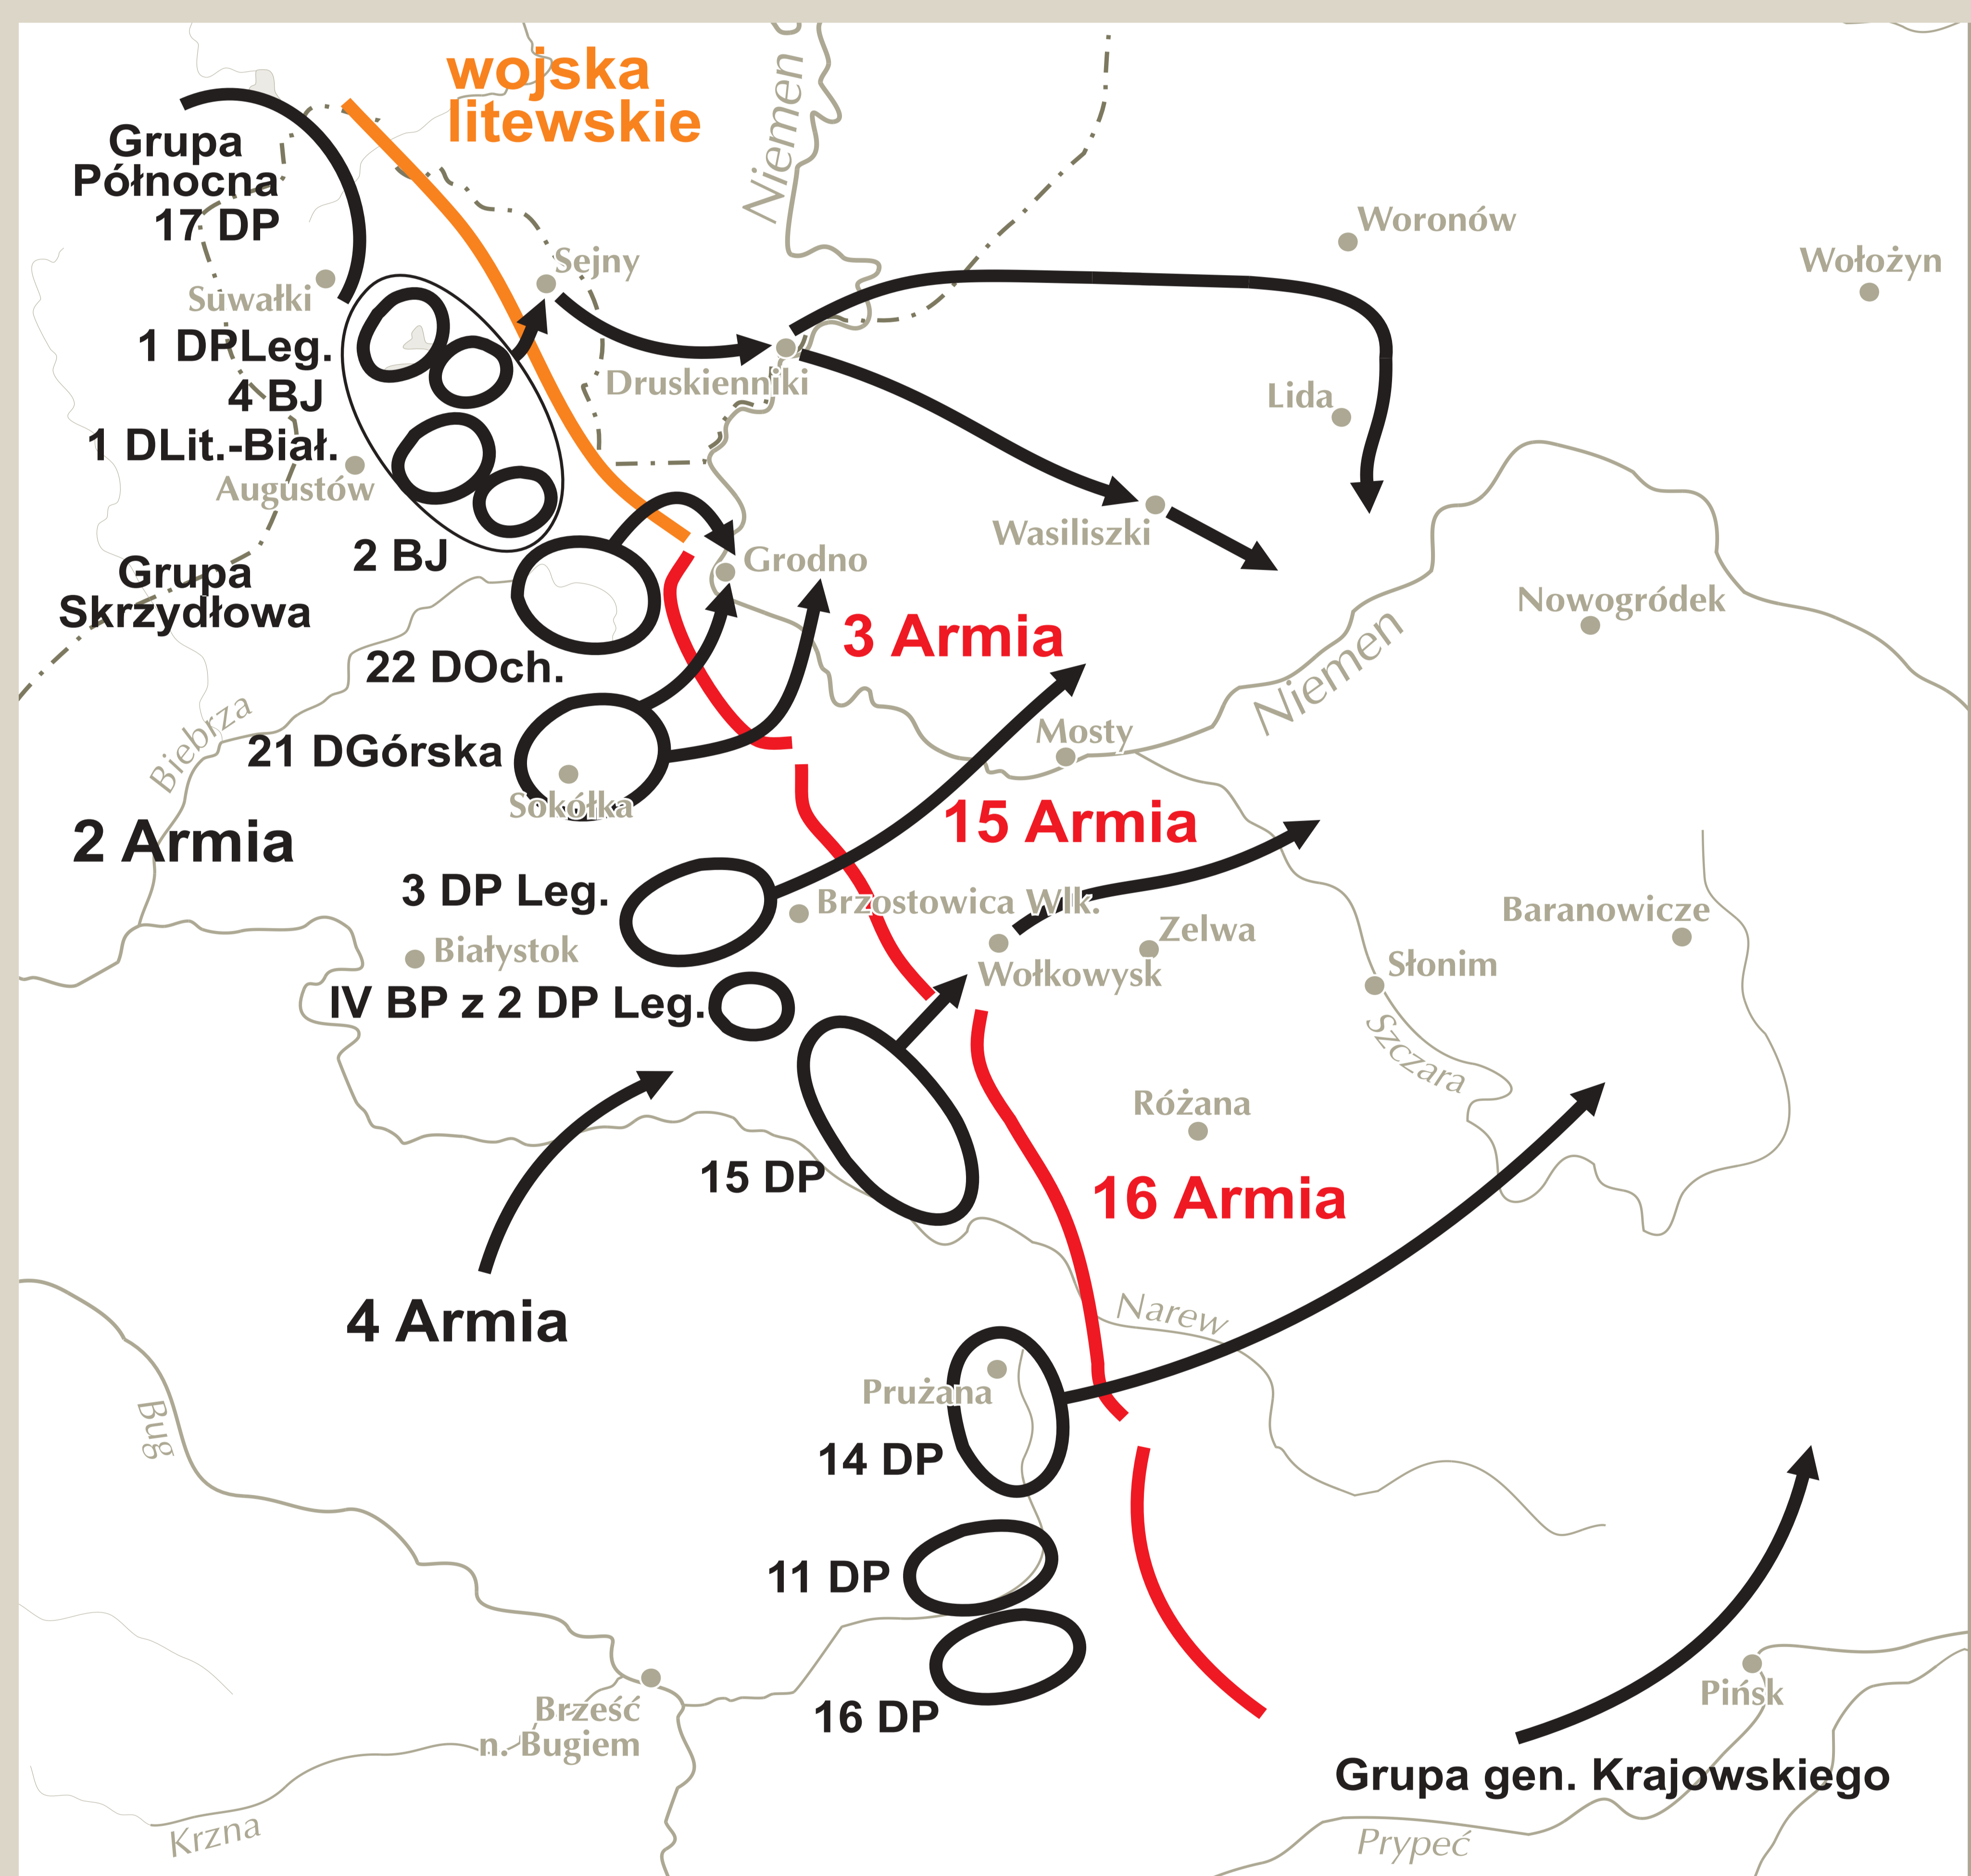 wojska
litewskie
Niemen
Grupa
Północna
17 DP
Woronów
Wołożyn
Sejny
Suwałki
1 DPLeg.
4 BJ
Druskienniki
Lida
1 DLit.-Biał.
Augustów
Wasiliszki
2 BJ
Grodno
Grupa
Skrzydłowa
Nowogródek
3 Armia
22 DOch.
Niemen
Biebrza
21 DGórska
Mosty
Sokółka
2 Armia
15 Armia
3 DP Leg.
Brzostowica Wlk.
Baranowicze
Białystok
Zelwa
Wołkowysk
Słonim
IV BP z 2 DP Leg.
Szczara
Różana
15 DP
16 Armia
4 Armia
Narew
Prużana
Bug
14 DP
11 DP
16 DP
Pińsk
Brześć
n. Bugiem
Grupa gen. Krajowskiego
Krzna
Prypeć